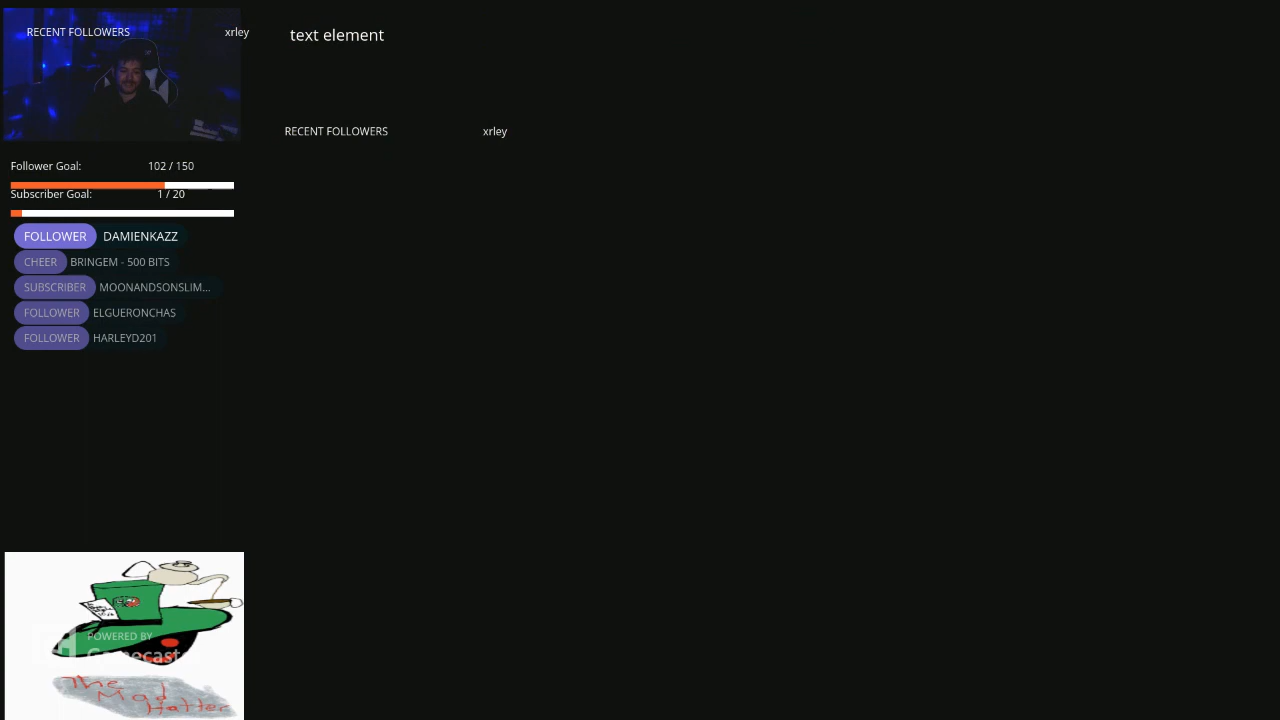 RECENT FOLLOWERS xrley
text element
RECENT FOLLOWERS xrley
Follower Goal: 102 / 150
Subscriber Goal: 1 / 20
FOLLOWER DAMIENKAZZ
CHEER BRINGEM - 500 BITS
SUBSCRIBER MOONANDSONSLIM...
FOLLOWER ELGUERONCHAS
FOLLOWER HARLEYD201
POWERED BY
Gamecaster
The
Mad
Hatter